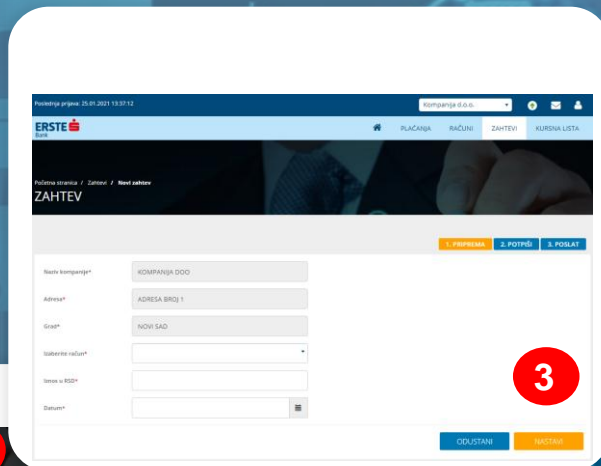 Poslednja prijava: 25.01.2021 13:37:12
Kompanija d.o.o.
ERSTE
Bank
PLAĆANJA RAČUNI ZAHTEVI KURSNA LISTA
Početna stranica / Zahtevi / Novi zahtev
ZAHTEV
1. PRIPREMA 2. POTPIŠI 3. POSLAT
Naziv kompanije* KOMPANIJA DOO
Adresa* ADRESA BROJ 1
Grad* NOVI SAD
Izaberite račun*
Iznos u RSD*
Datum*
3
ODUSTANI NASTAVI